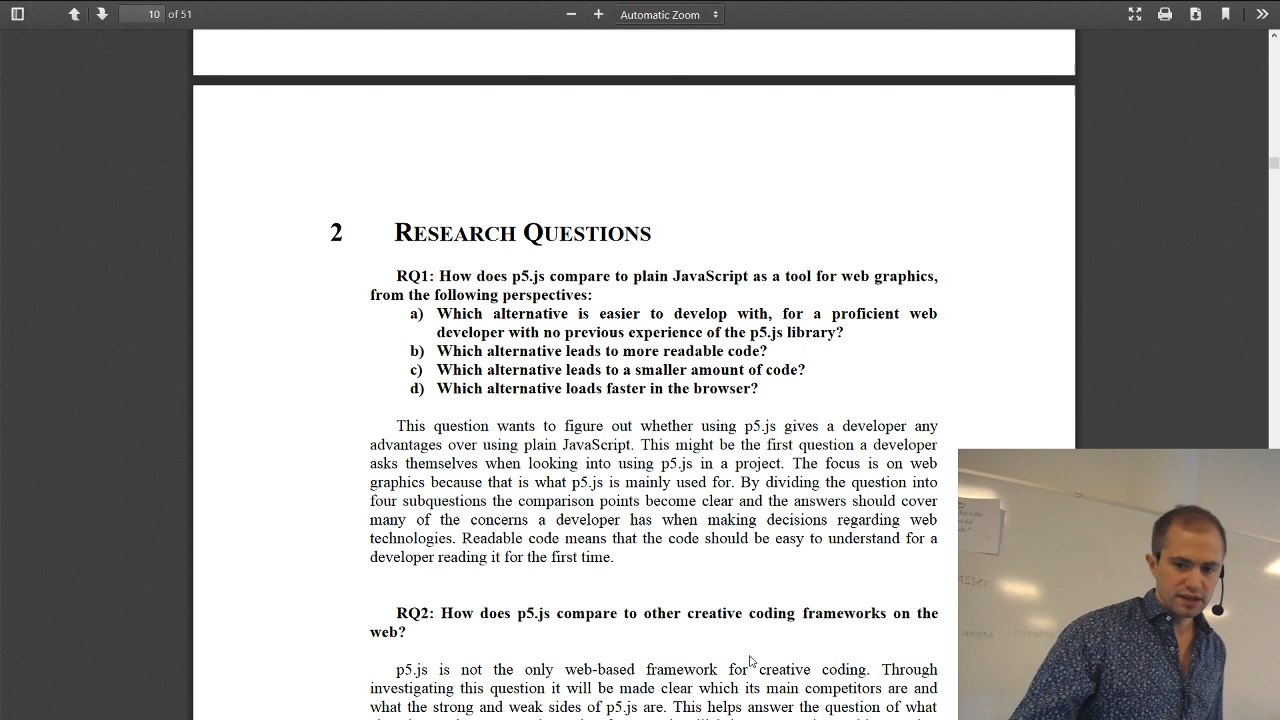 10 of 51
Automatic Zoom
2 RESEARCH QUESTIONS
RQ1: How does p5.js compare to plain JavaScript as a tool for web graphics,
from the following perspectives:
a) Which alternative is easier to develop with, for a proficient web
developer with no previous experience of the p5.js library?
b) Which alternative leads to more readable code?
c) Which alternative leads to a smaller amount of code?
d) Which alternative loads faster in the browser?
This question wants to figure out whether using p5.js gives a developer any
advantages over using plain JavaScript. This might be the first question a developer
asks themselves when looking into using p5.js in a project. The focus is on web
graphics because that is what p5.js is mainly used for. By dividing the question into
four subquestions the comparison points become clear and the answers should cover
many of the concerns a developer has when making decisions regarding web
technologies. Readable code means that the code should be easy to understand for a
developer reading it for the first time.
RQ2: How does p5.js compare to other creative coding frameworks on the
web?
p5.js is not the only web-based framework for creative coding. Through
investigating this question it will be made clear which its main competitors are and
what the strong and weak sides of p5.js are. This helps answer the question of what